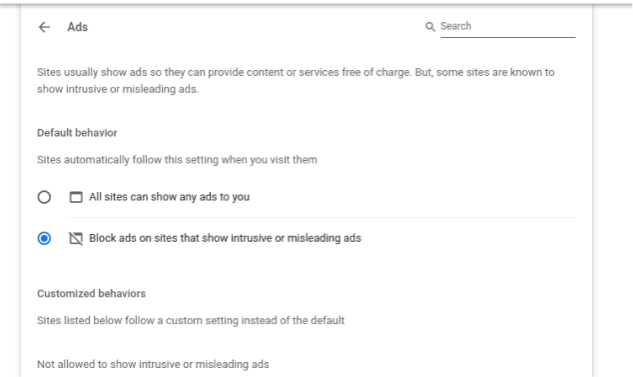 Ads
Search
Sites usually show ads so they can provide content or services free of charge. But, some sites are known to
show intrusive or misleading ads.
Default behavior
Sites automatically follow this setting when you visit them
All sites can show any ads to you
Block ads on sites that show intrusive or misleading ads
Customized behaviors
Sites listed below follow a custom setting instead of the default
Not allowed to show intrusive or misleading ads